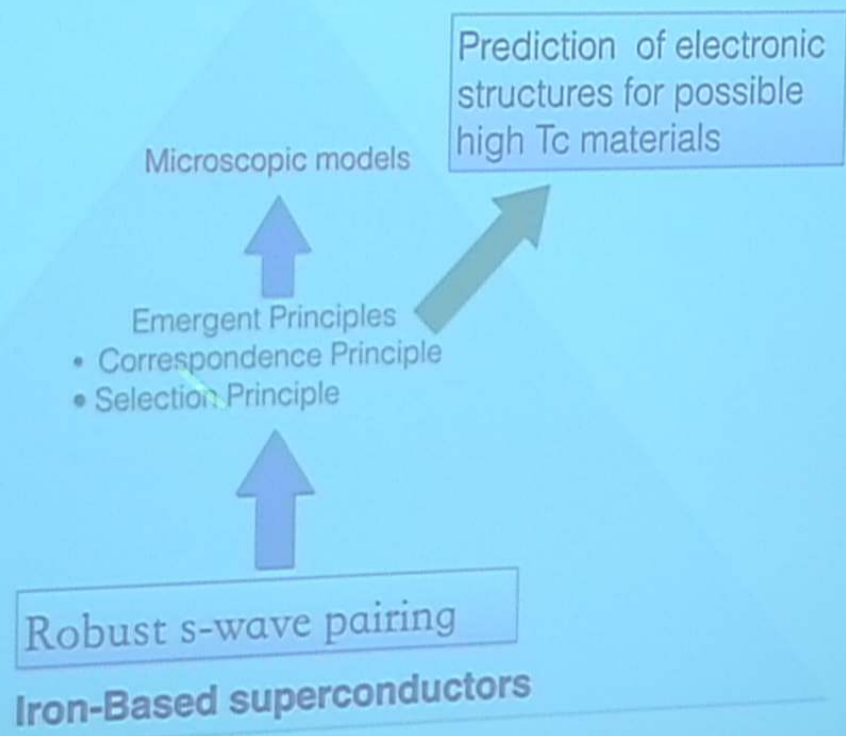 Prediction of electronic
structures for possible
high Tc materials
Microscopic models
Emergent Principles
• Correspondence Principle
• Selection Principle
Robust s-wave pairing
Iron-Based superconductors